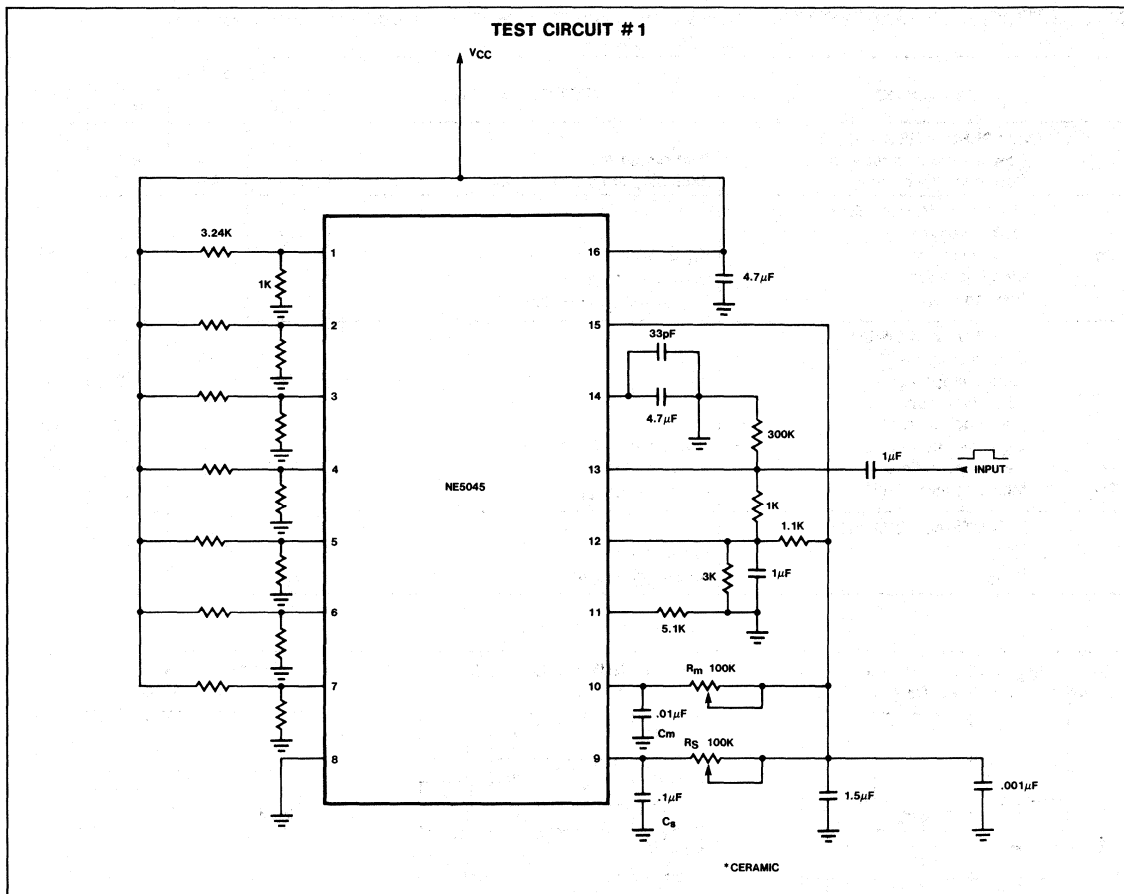 TEST CIRCUIT #1
VCC
3.24K
1
16
1K
4.7µF
2
15
33pF
3
14
4.7µF
300K
4
13
1µF
INPUT
NE5045
1K
1.1K
5
12
3K
1µF
6
11
5.1K
Rm 100K
7
10
.01µF
Cm
RS 100K
8
9
.1µF
Cs
1.5µF
.001µF
*CERAMIC